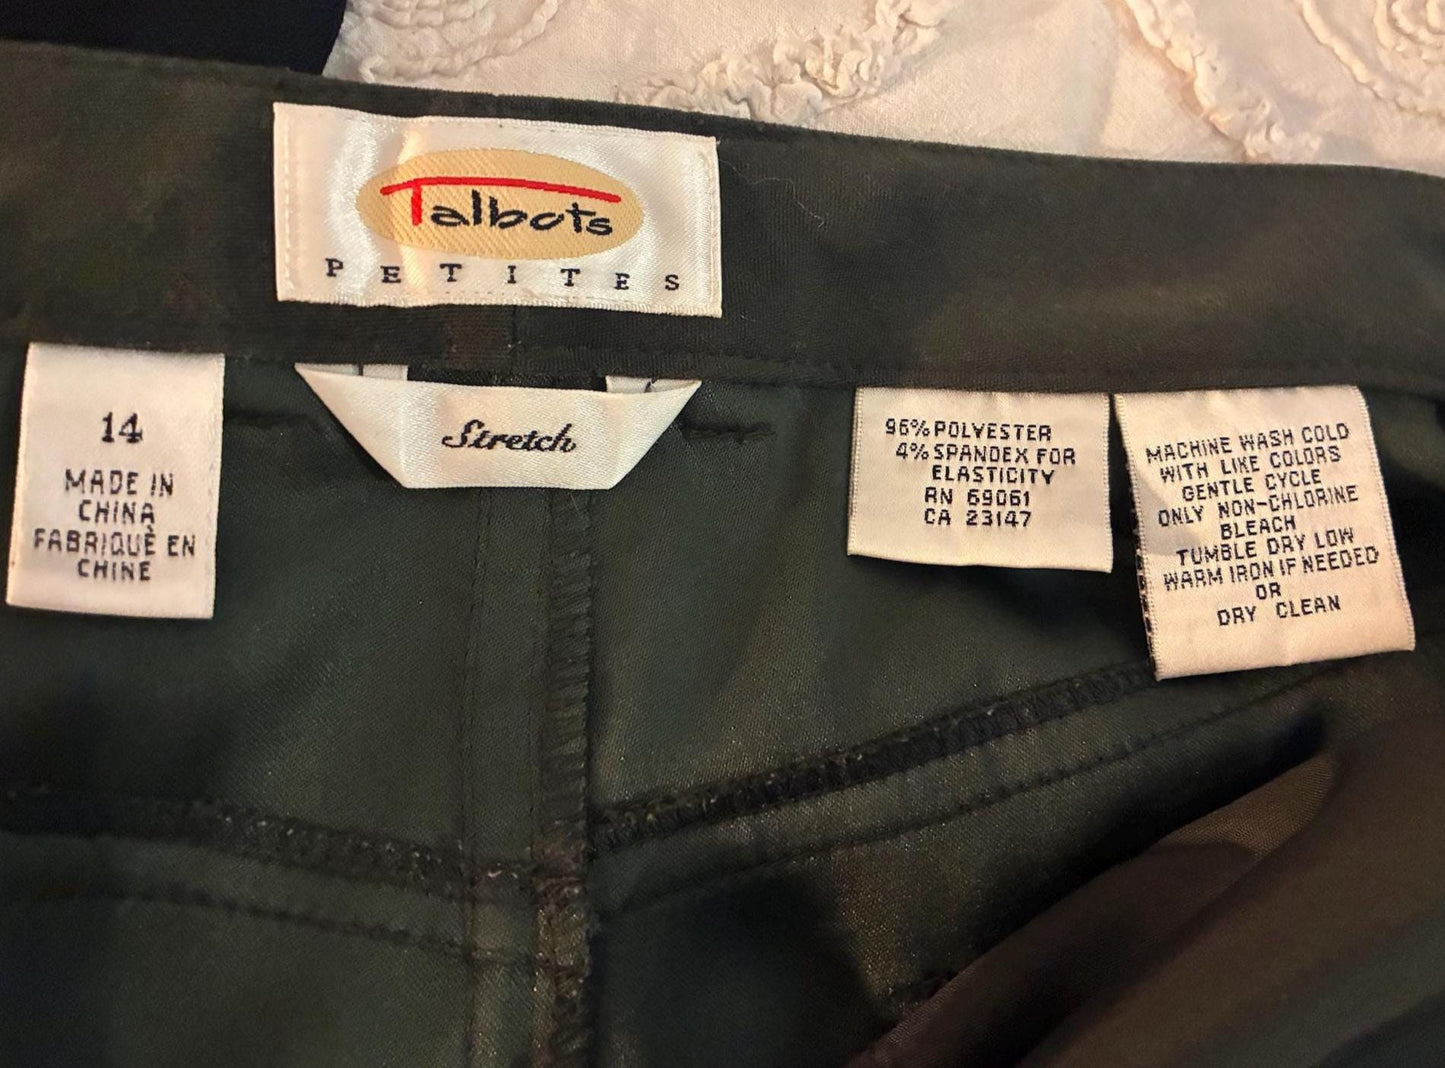 Talbots
PETITES
14
MADE IN
CHINA
FABRIQUÈ EN
CHINE
Stretch
96% POLYESTER
4% SPANDEX FOR
ELASTICITY
RN 69061
CA 23147
MACHINE WASH COLD
WITH LIKE COLORS
GENTLE CYCLE
ONLY NON-CHLORINE
BLEACH
TUMBLE DRY LOW
WARM IRON IF NEEDED
OR
DRY CLEAN